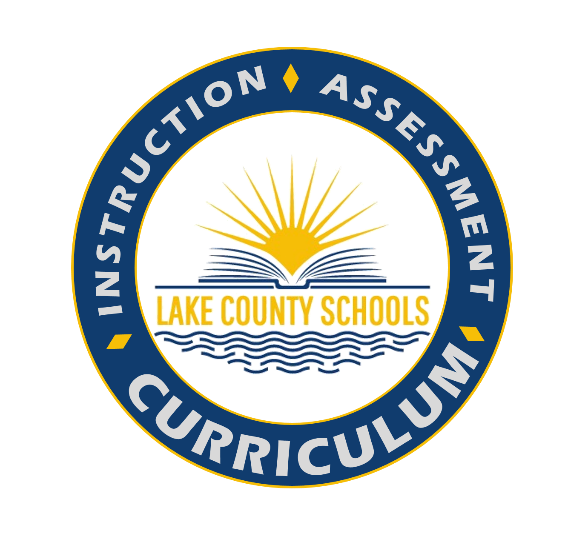 INSTRUCTION
ASSESSMENT
LAKE COUNTY SCHOOLS
CURRICULUM